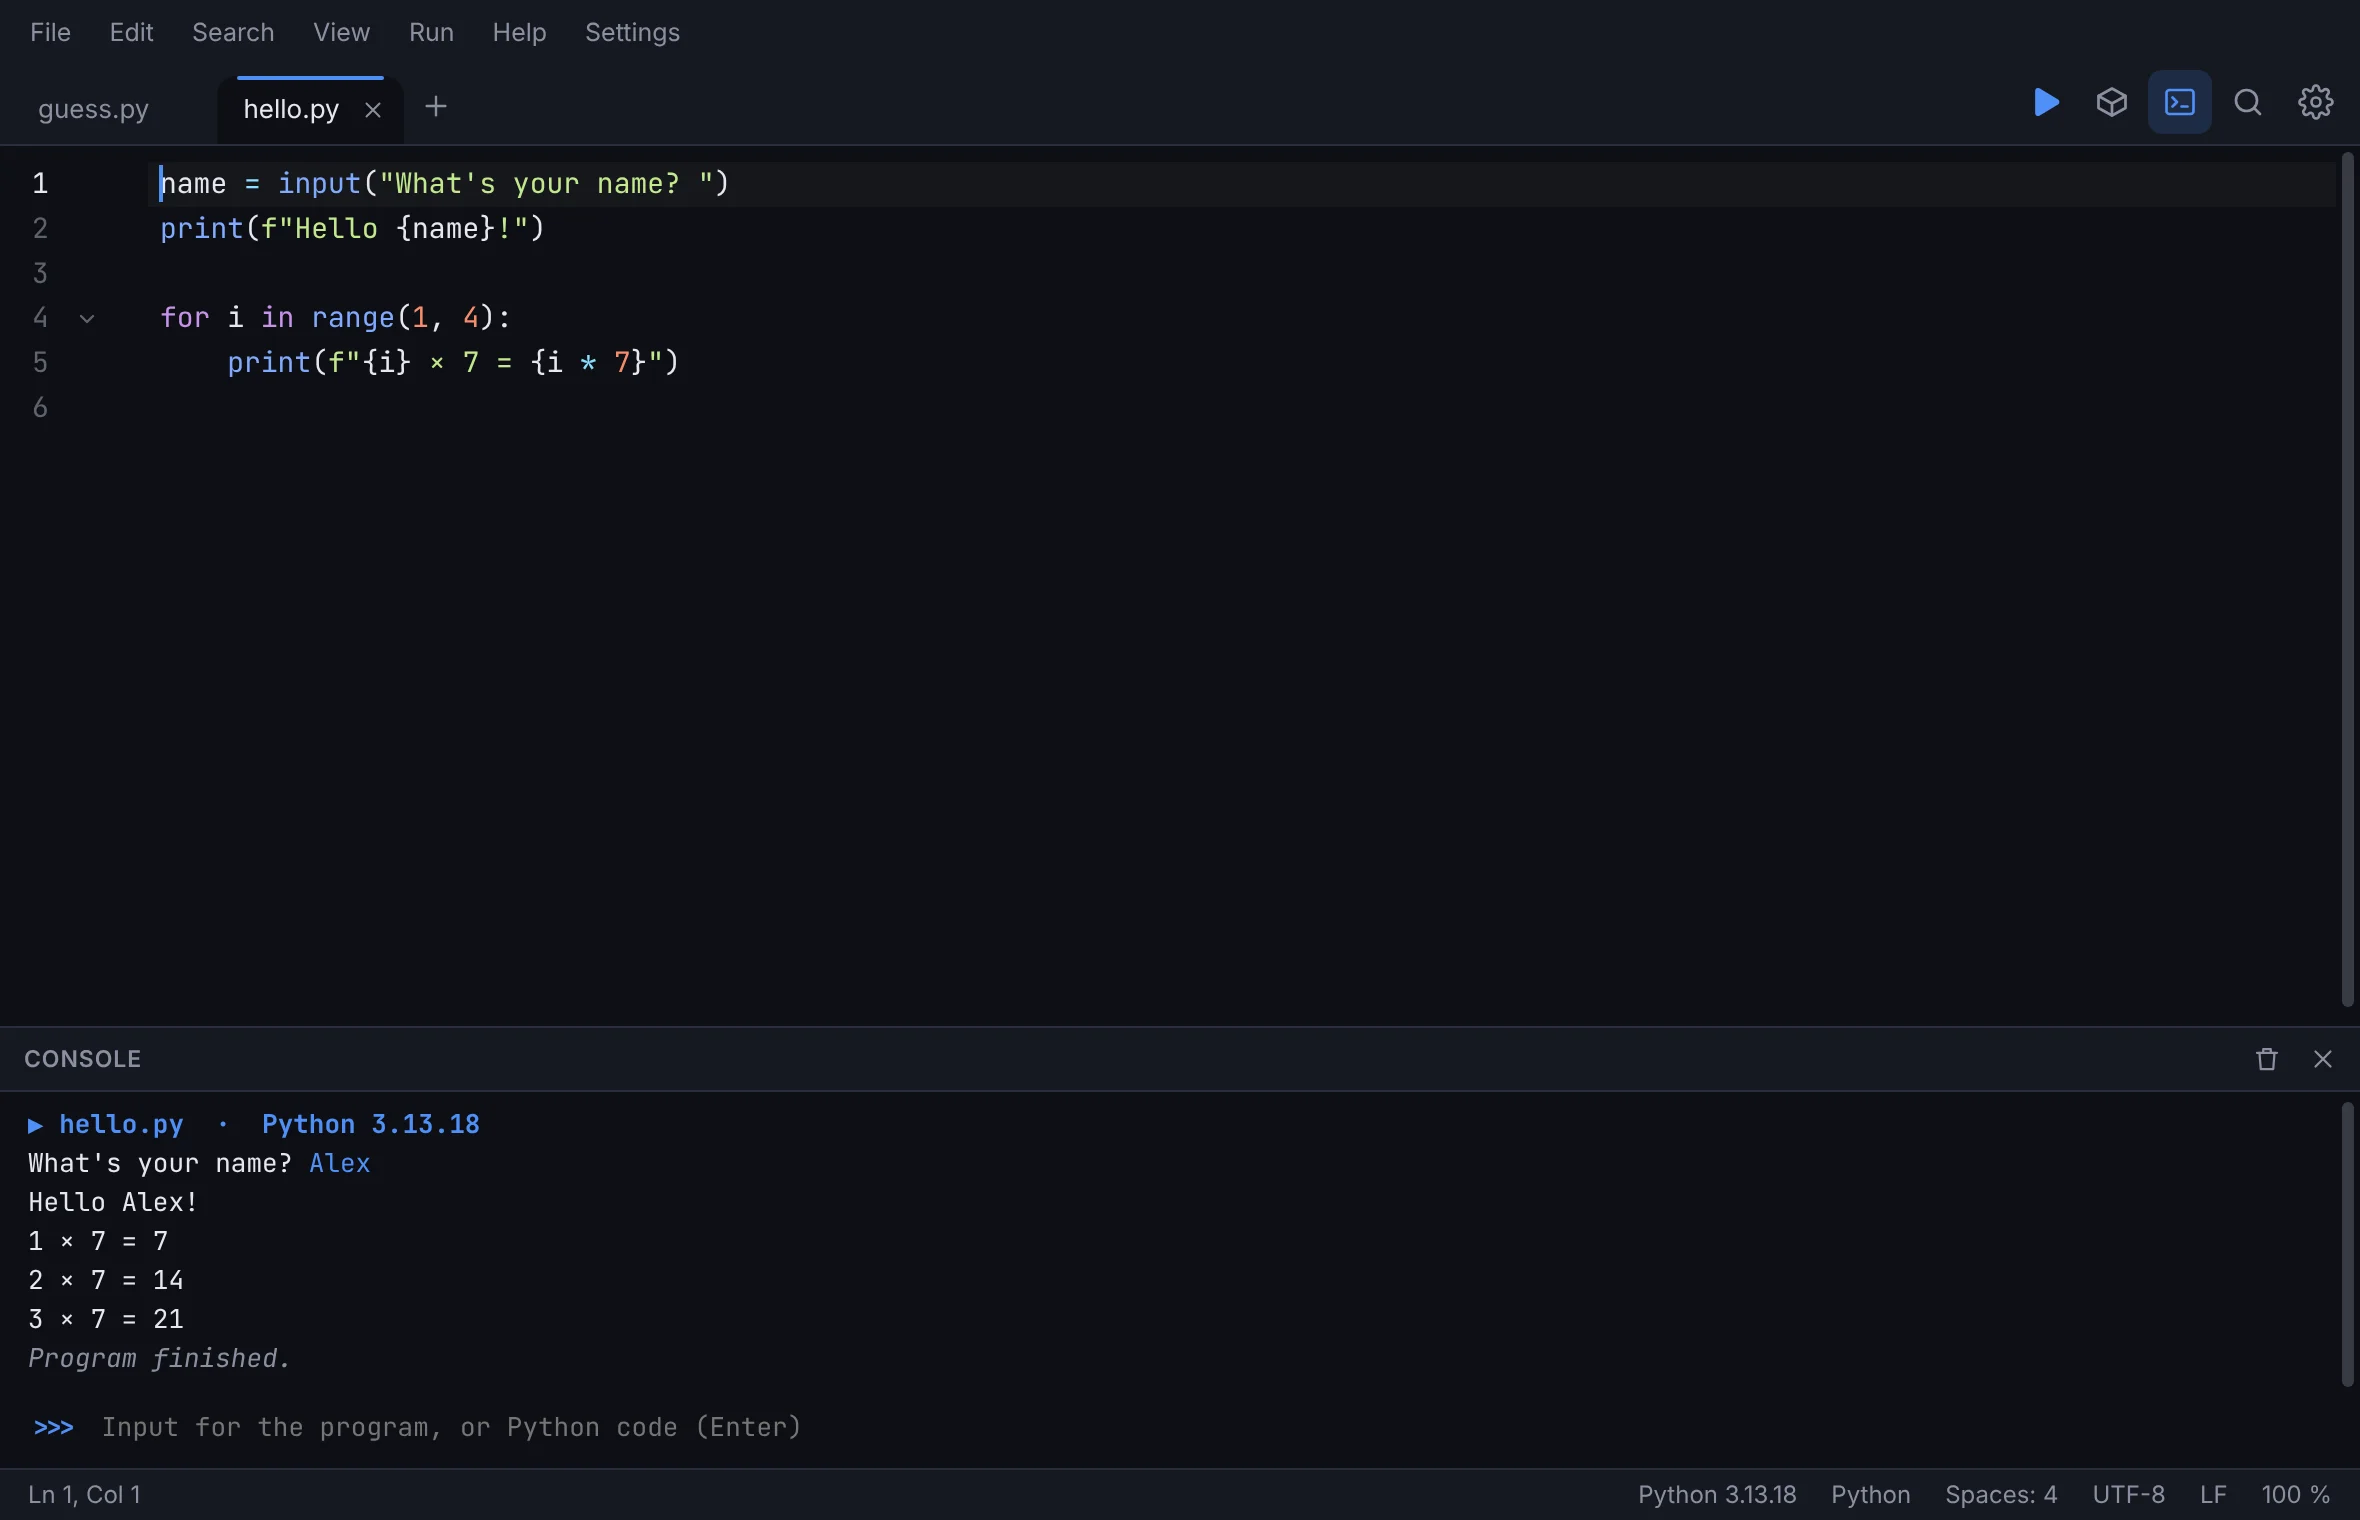 File Edit Search View Run Help Settings
guess.py hello.py
1 name = input("What's your name? ")
2 print(f"Hello {name}!")
3
4 for i in range(1, 4):
5     print(f"{i} × 7 = {i * 7}")
6
CONSOLE
▶ hello.py · Python 3.13.18
What's your name? Alex
Hello Alex!
1 × 7 = 7
2 × 7 = 14
3 × 7 = 21
Program finished.
>>> Input for the program, or Python code (Enter)
Ln 1, Col 1 Python 3.13.18 Python Spaces: 4 UTF-8 LF 100 %